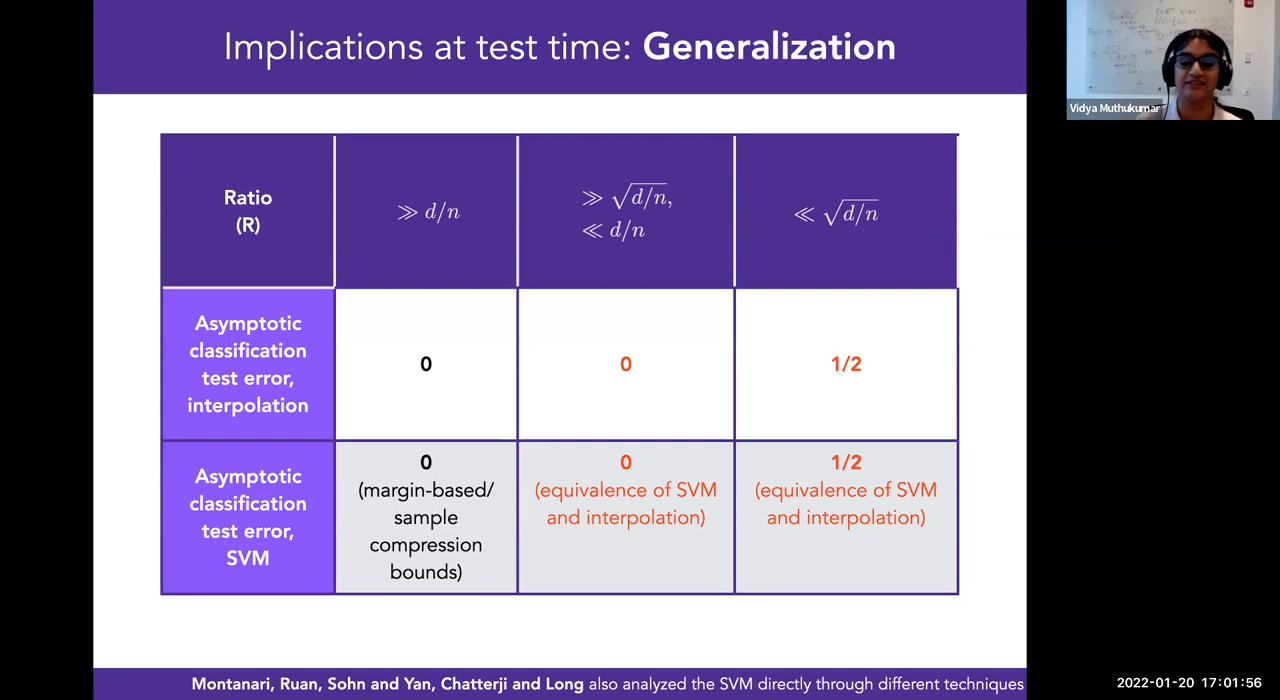 Implications at test time: Generalization
Vidya Muthukumar
Ratio
(R)
≫ d/n
≫ √d/n,
≪ d/n
≪ √d/n
Asymptotic
classification
test error,
interpolation
0
0
1/2
Asymptotic
classification
test error,
SVM
0
(margin-based/
sample
compression
bounds)
0
(equivalence of SVM
and interpolation)
1/2
(equivalence of SVM
and interpolation)
Montanari, Ruan, Sohn and Yan, Chatterji and Long also analyzed the SVM directly through different techniques
2022-01-20 17:01:56